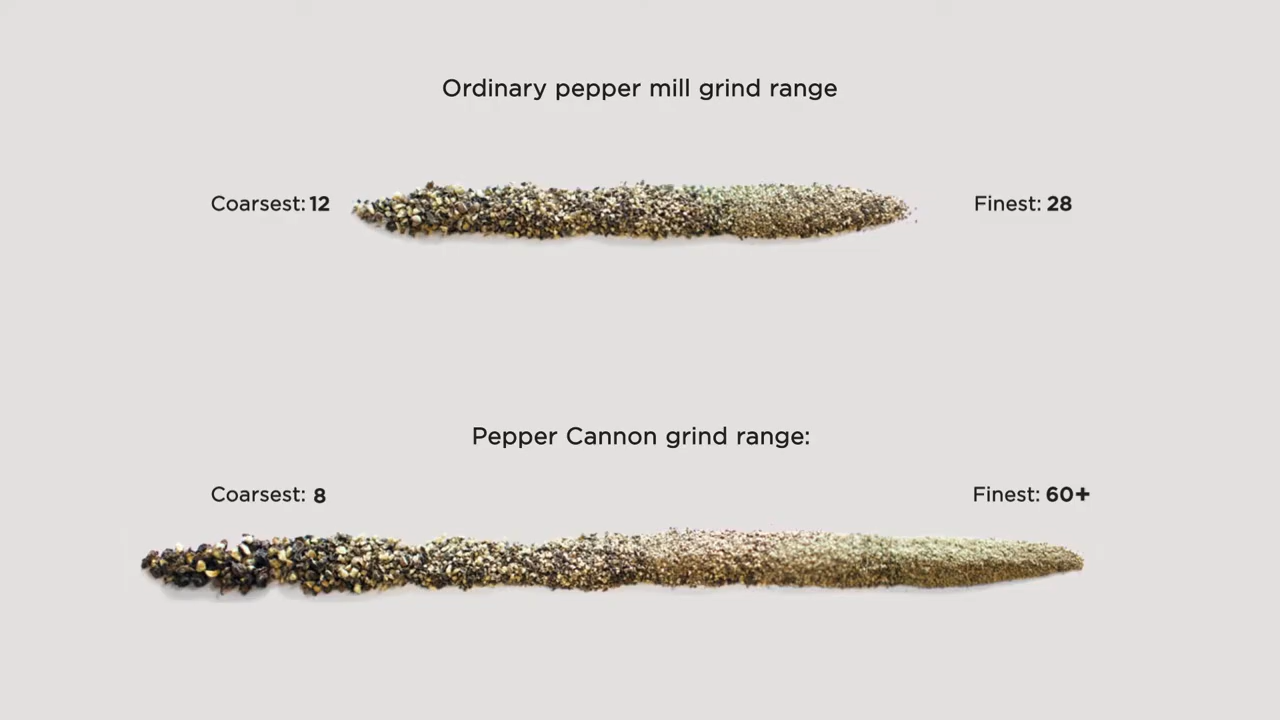 Ordinary pepper mill grind range
Coarsest: 12
Finest: 28
Pepper Cannon grind range:
Coarsest: 8
Finest: 60+